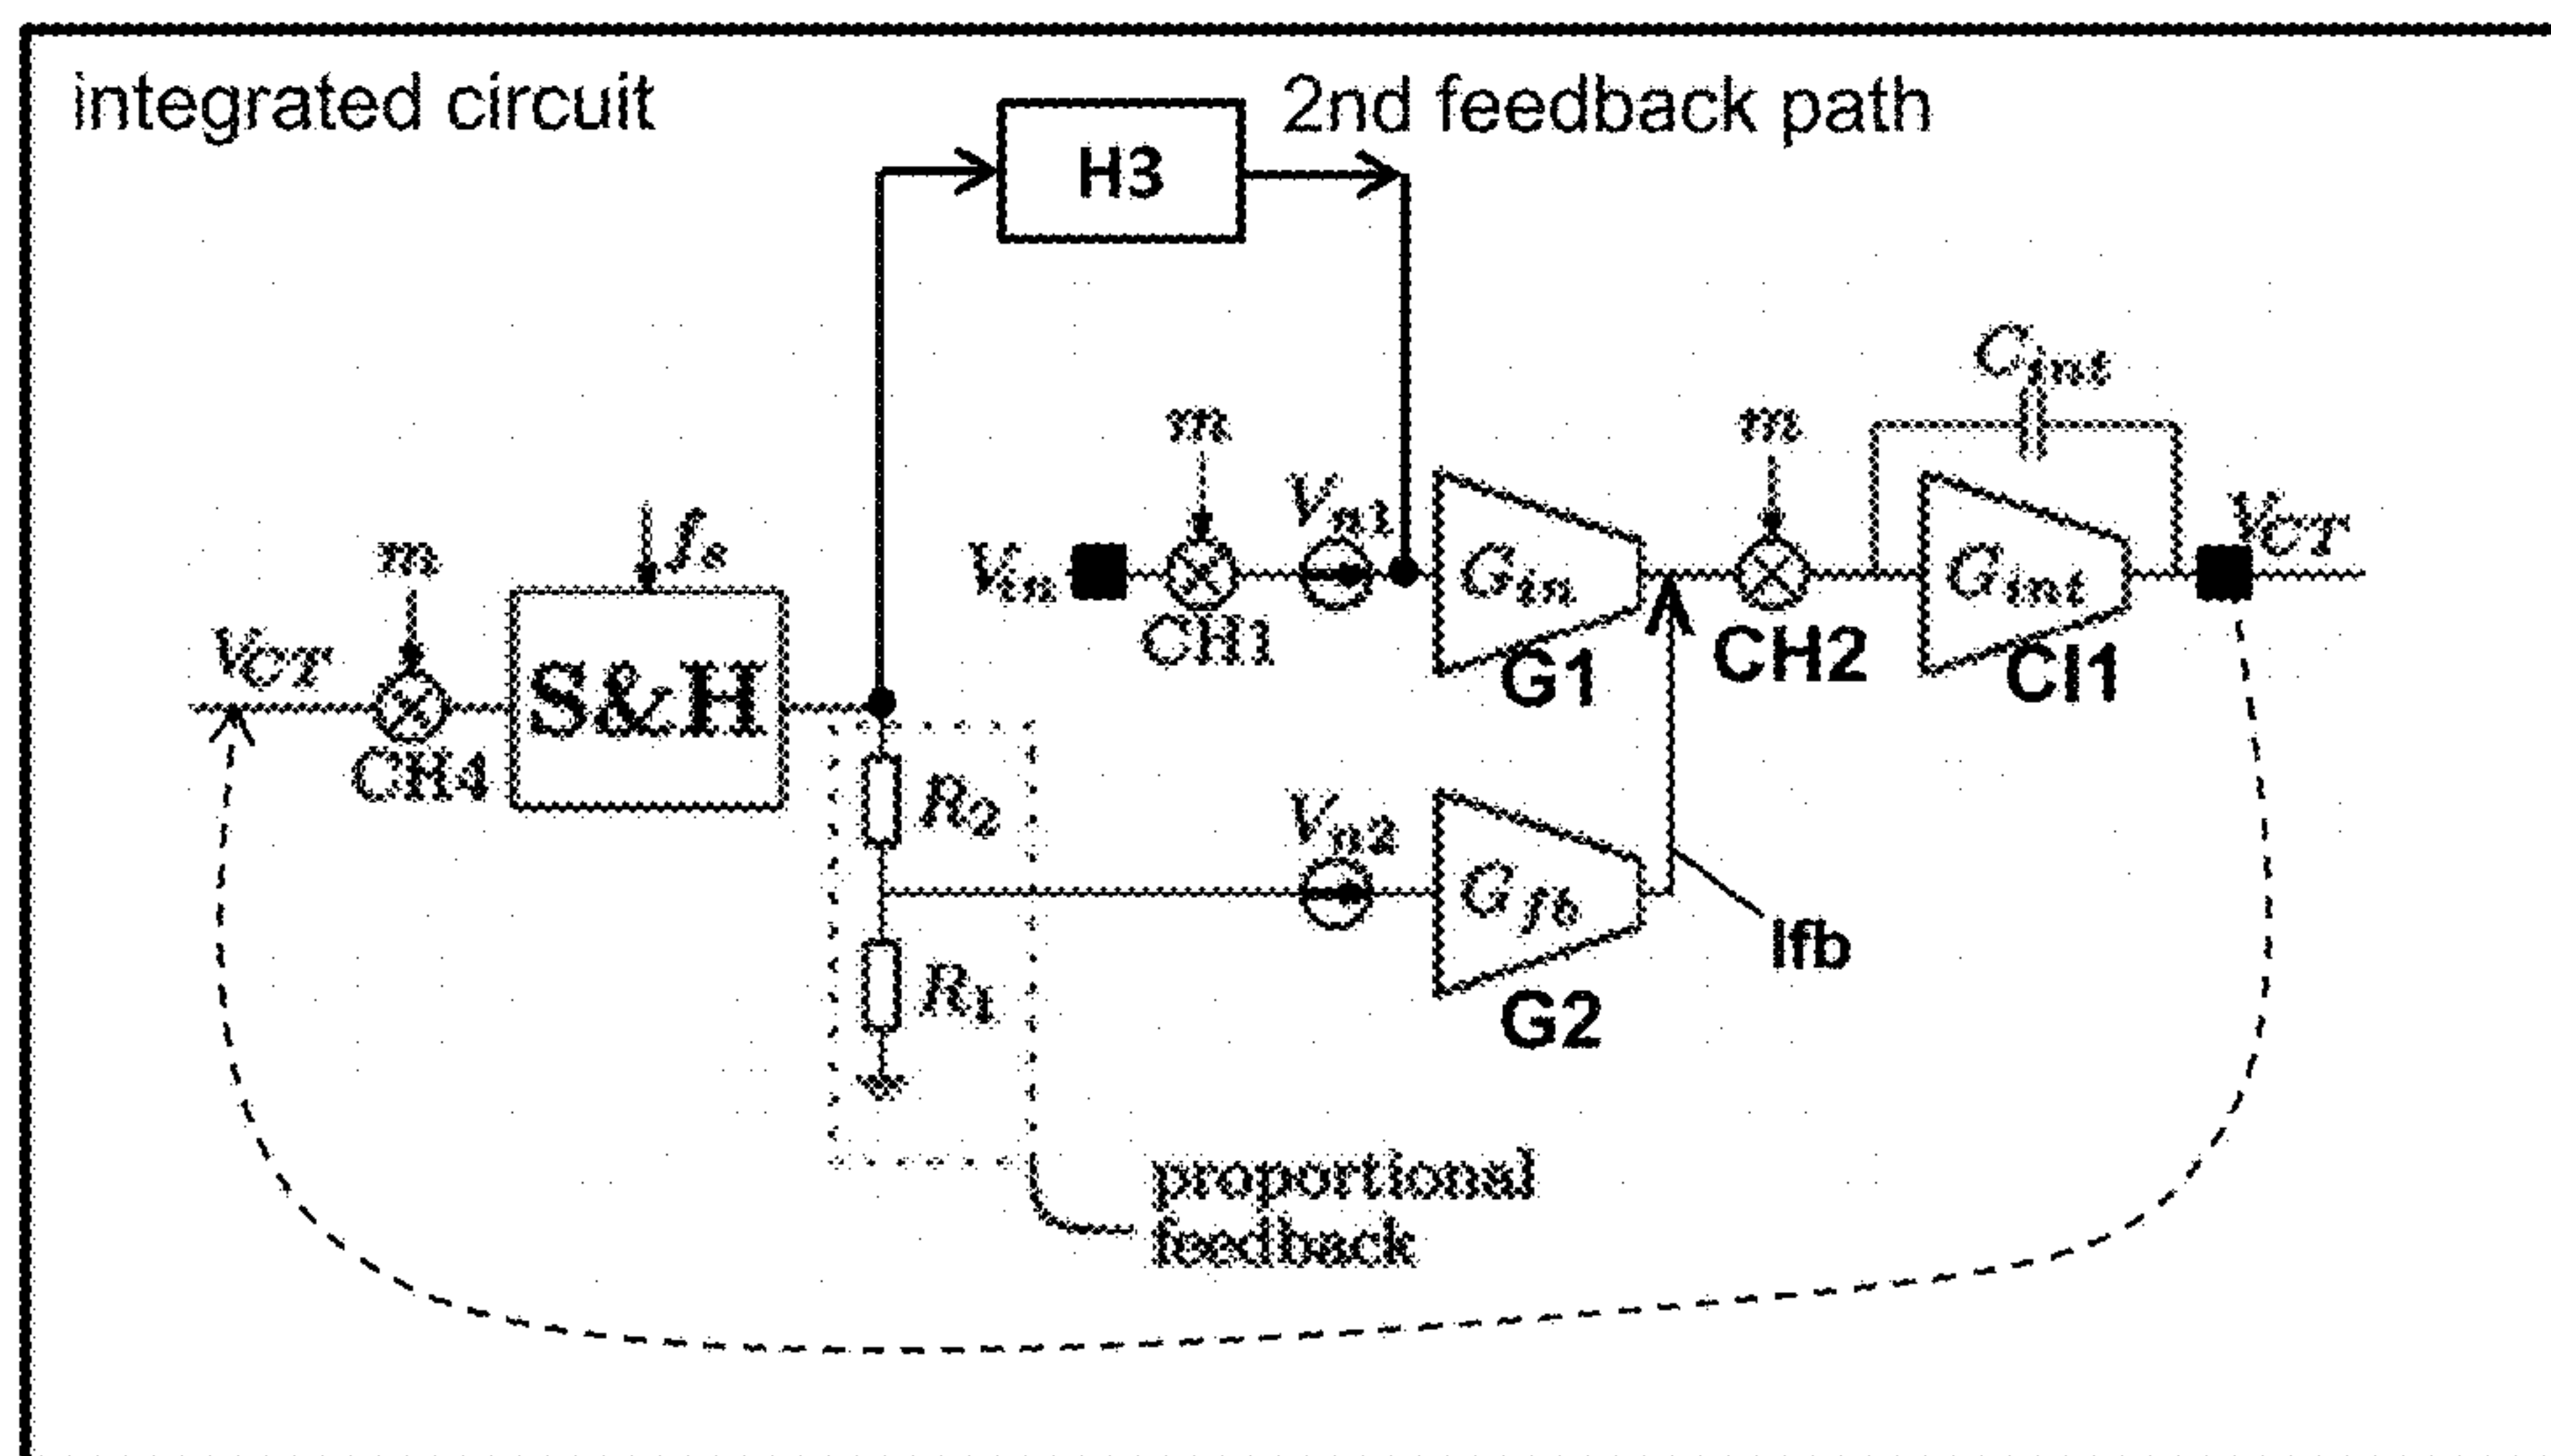 integrated circuit
2nd feedback path
H3
C_int
m
m
V_n1
f_s
m
V_in
G_in
G_int
V_CT
V_CT
CH1
CH2
G1
CI1
S&H
CH4
R_2
V_n2
G_fb
Ifb
R_1
G2
proportional
feedback